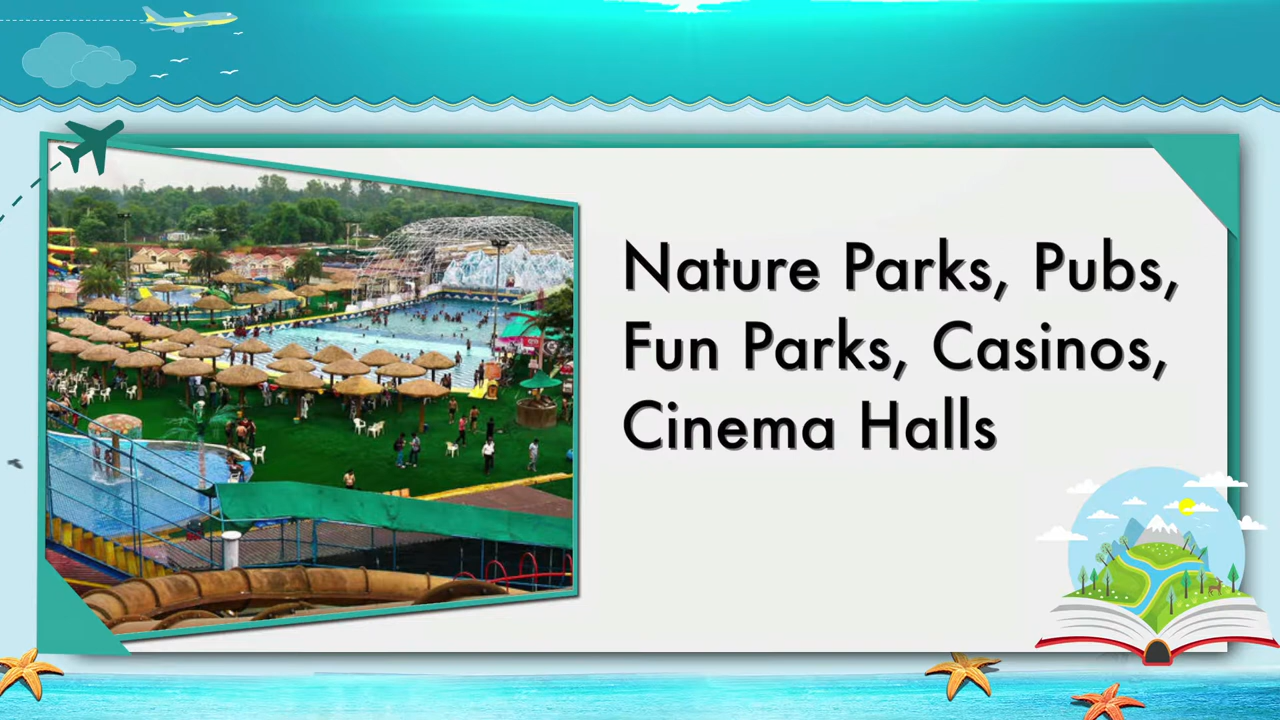 Nature Parks, Pubs,
Fun Parks, Casinos,
Cinema Halls